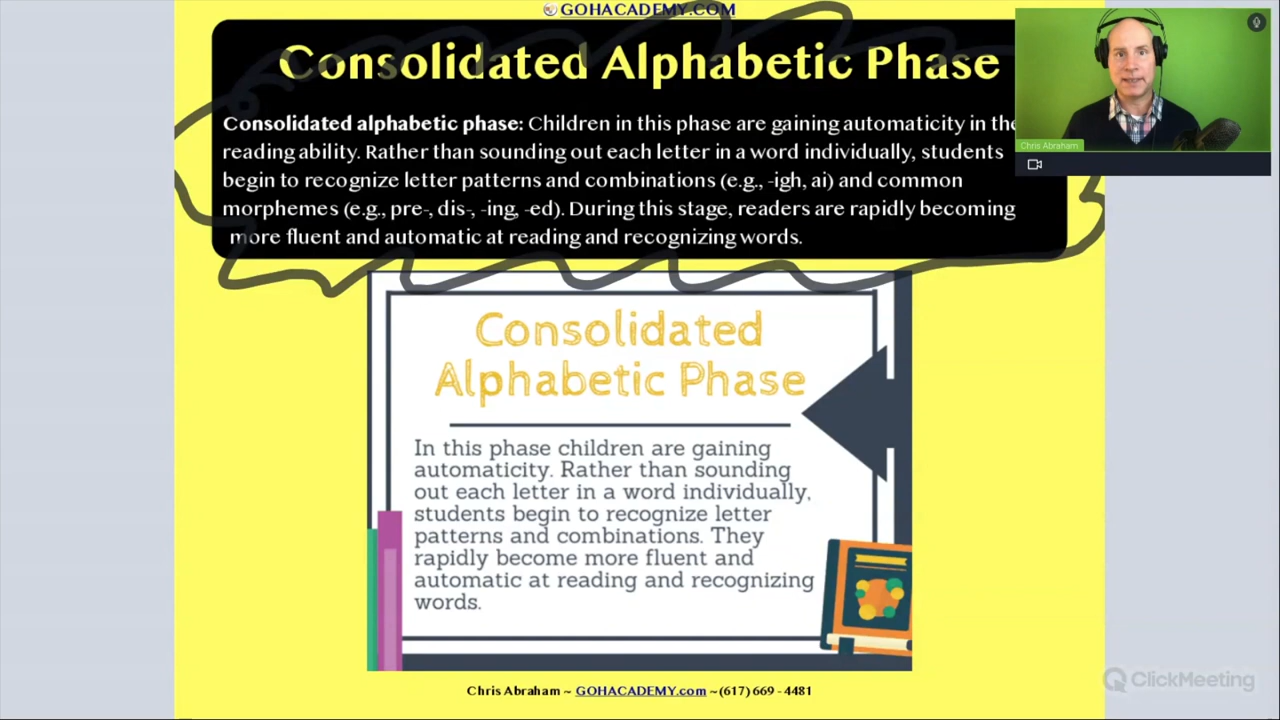 GOHACADEMY.COM
Consolidated Alphabetic Phase
Consolidated alphabetic phase: Children in this phase are gaining automaticity in the
reading ability. Rather than sounding out each letter in a word individually, students
begin to recognize letter patterns and combinations (e.g., -igh, ai) and common
morphemes (e.g., pre-, dis-, -ing, -ed). During this stage, readers are rapidly becoming
more fluent and automatic at reading and recognizing words.
Chris Abraham
Consolidated
Alphabetic Phase
In this phase children are gaining
automaticity. Rather than sounding
out each letter in a word individually,
students begin to recognize letter
patterns and combinations. They
rapidly become more fluent and
automatic at reading and recognizing
words.
Chris Abraham ~ GOHACADEMY.com ~(617) 669 - 4481
ClickMeeting